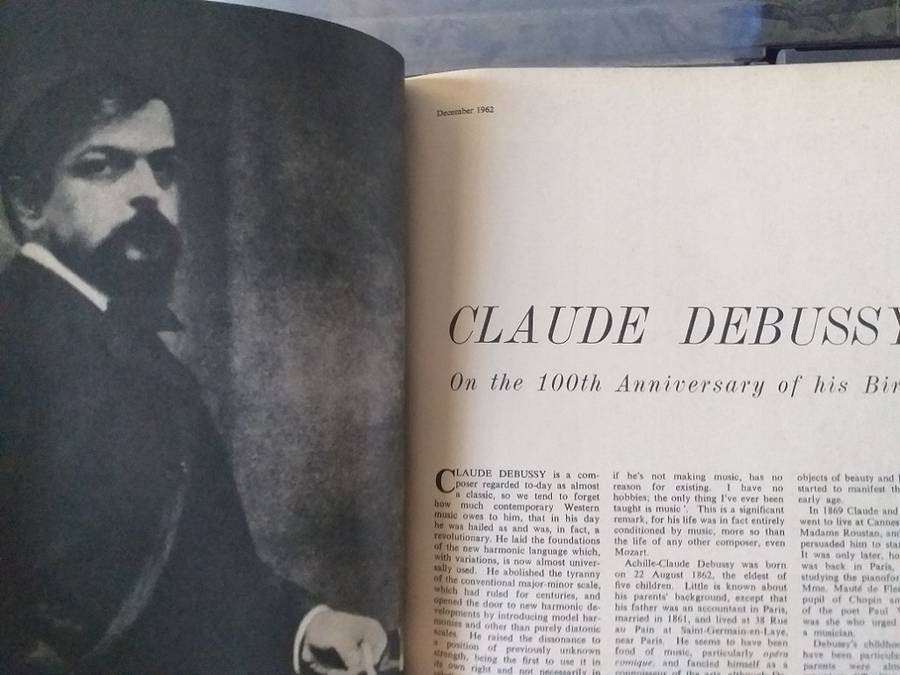 December 1962
CLAUDE DEBUSSY
On the 100th Anniversary of his Bir
CLAUDE DEBUSSY is a com-
poser regarded to-day as almost
a classic, so we tend to forget
how much contemporary Western
music owes to him, that in his day
he was hailed as and was, in fact, a
revolutionary. He laid the foundations
of the new harmonic language which,
with variations, is now almost univer-
sally used. He abolished the tyranny
of the conventional major-minor scale,
which had ruled for centuries, and
opened the door to new harmonic de-
velopments by introducing model har-
monies and other than purely diatonic
scales. He raised the dissonance to
a position of previously unknown
strength, being the first to use it in
its own right and not necessarily in
if he's not making music, has no
reason for existing. I have no
hobbies; the only thing I've ever been
taught is music'. This is a significant
remark, for his life was in fact entirely
conditioned by music, more so than
the life of any other composer, even
Mozart.
Achille-Claude Debussy was born
on 22 August 1862, the eldest of
five children. Little is known about
his parents' background, except that
his father was an accountant in Paris,
married in 1861, and lived at 38 Rue
au Pain at Saint-Germain-en-Laye,
near Paris. He seems to have been
fond of music, particularly opéra
comique, and fancied himself as a
connoisseur of the arts, although
objects of beauty and
started to manifest
early age.
In 1869 Claude and
went to live at Cannes
Madame Roustan, and
persuaded him to
It was only later,
was back in Paris,
studying the
Mme. Mauté de
pupil of Chopin
of the poet Paul
was she who urged
a musician.
Debussy's
have been
parents were